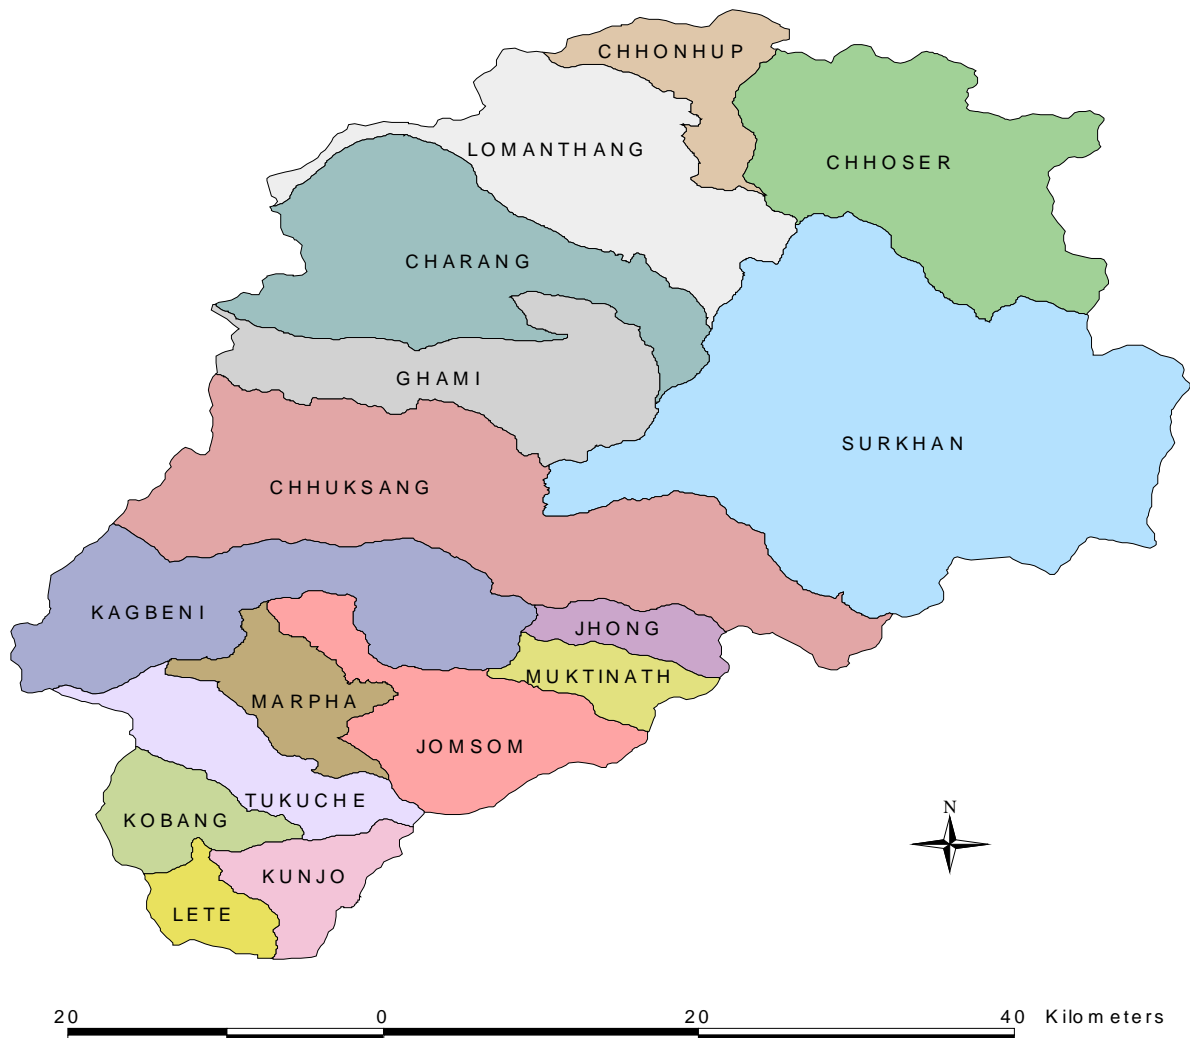 CHHONHUP
LOMANTHANG
CHHOSER
CHARANG
GHAMI
SURKHAN
CHHUKSANG
KAGBENI
JHONG
MUKTINATH
MARPHA
JOMSOM
TUKUCHE
KOBANG
N
KUNJO
LETE
20 0 20 40 Kilometers